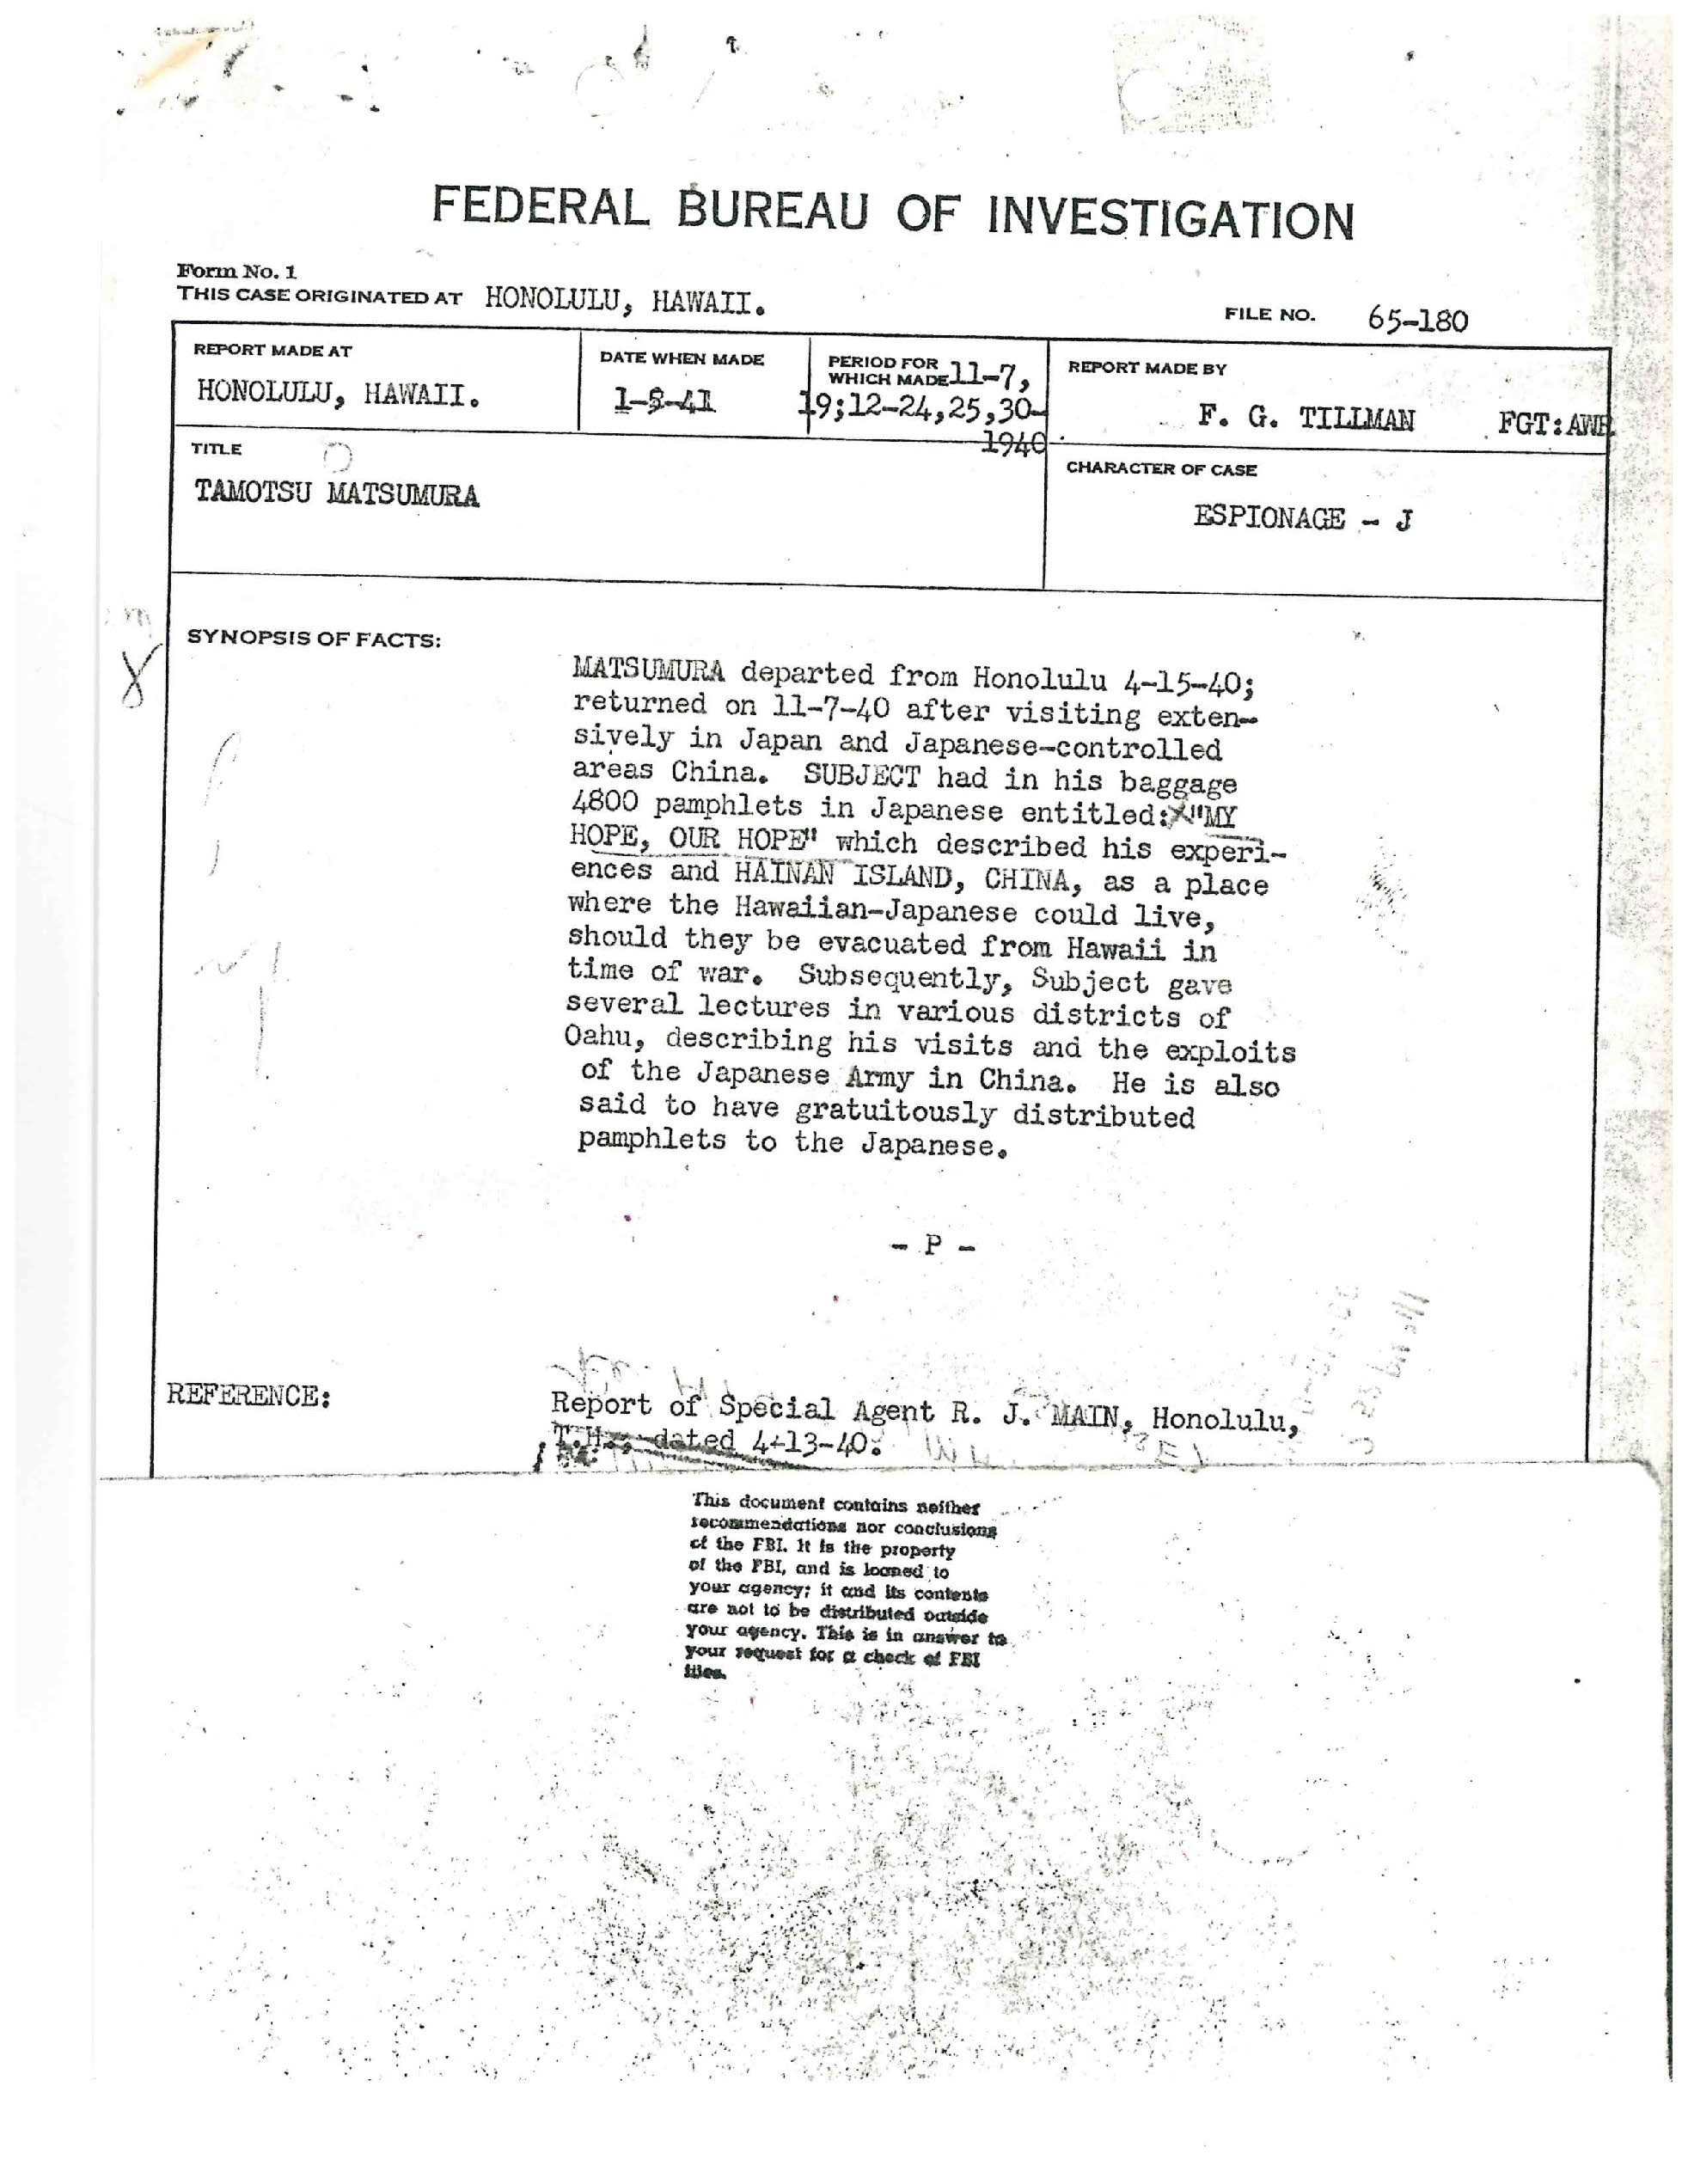 FEDERAL BUREAU OF INVESTIGATION
Form No. 1
THIS CASE ORIGINATED AT HONOLULU, HAWAII.
FILE NO. 65-180
REPORT MADE AT
HONOLULU, HAWAII.
DATE WHEN MADE
1-8-41
PERIOD FOR
WHICH MADE 11-7,
19;12-24,25,30-
1940
REPORT MADE BY
F. G. TILLMAN FGT:AWB
TITLE
TAMOTSU MATSUMURA
CHARACTER OF CASE
ESPIONAGE - J
SYNOPSIS OF FACTS:
MATSUMURA departed from Honolulu 4-15-40;
returned on 11-7-40 after visiting exten-
sively in Japan and Japanese-controlled
areas China. SUBJECT had in his baggage
4800 pamphlets in Japanese entitled: "MY
HOPE, OUR HOPE" which described his experi-
ences and HAINAN ISLAND, CHINA, as a place
where the Hawaiian-Japanese could live,
should they be evacuated from Hawaii in
time of war. Subsequently, Subject gave
several lectures in various districts of
Oahu, describing his visits and the exploits
of the Japanese Army in China. He is also
said to have gratuitously distributed
pamphlets to the Japanese.
- P -
REFERENCE:
Report of Special Agent R. J. MAIN, Honolulu,
T.H., dated 4-13-40.
This document contains neither
recommendations nor conclusions
of the FBI. It is the property
of the FBI, and is loaned to
your agency; it and its contents
are not to be distributed outside
your agency. This is in answer to
your request for a check of FBI
files.